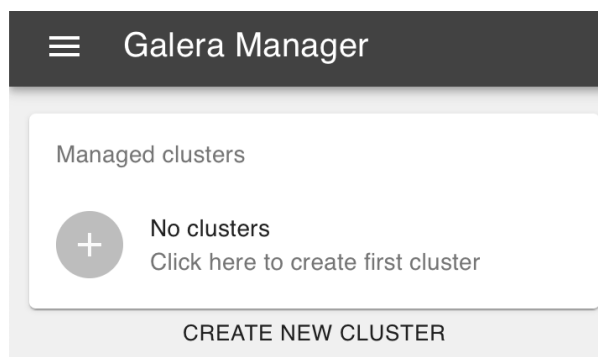 Galera Manager
Managed clusters
No clusters
Click here to create first cluster
CREATE NEW CLUSTER